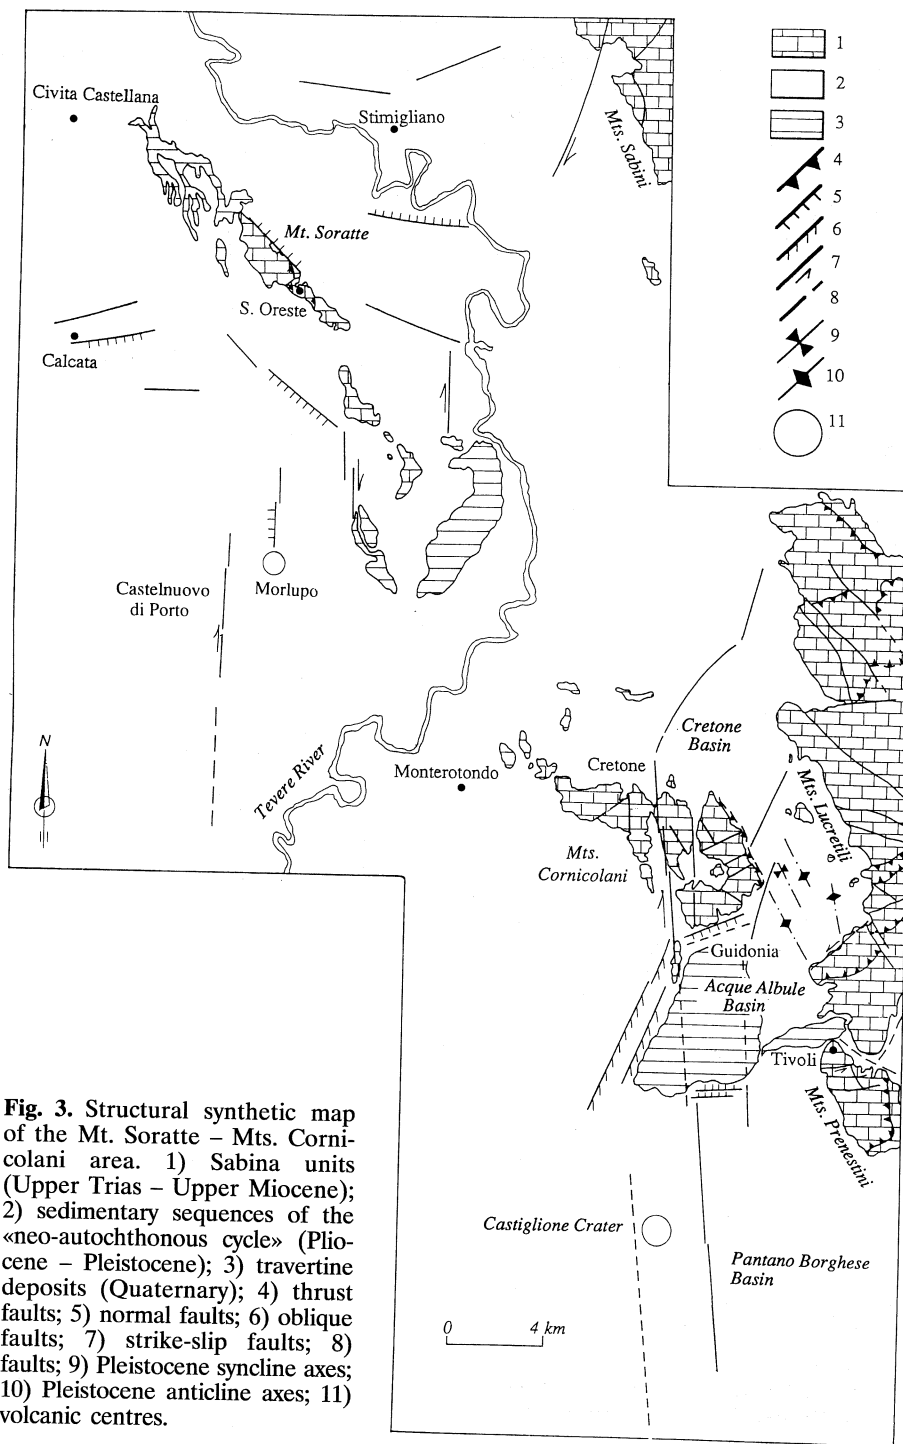 1
2
3
4
5
6
7
8
9
10
11
Civita Castellana
Stimigliano
Mts. Sabini
Mt. Soratte
S. Oreste
Calcata
Castelnuovo
di Porto
Morlupo
N
Tevere River
Monterotondo
Cretone
Cretone
Basin
Mts. Lucretili
Mts.
Cornicolani
Guidonia
Acque Albule
Basin
Tivoli
Mts. Prenestini
Castiglione Crater
Pantano Borghese
Basin
0 4 km
Fig. 3. Structural synthetic map
of the Mt. Soratte – Mts. Corni-
colani area. 1) Sabina units
(Upper Trias – Upper Miocene);
2) sedimentary sequences of the
«neo-autochthonous cycle» (Plio-
cene – Pleistocene); 3) travertine
deposits (Quaternary); 4) thrust
faults; 5) normal faults; 6) oblique
faults; 7) strike-slip faults; 8)
faults; 9) Pleistocene syncline axes;
10) Pleistocene anticline axes; 11)
volcanic centres.